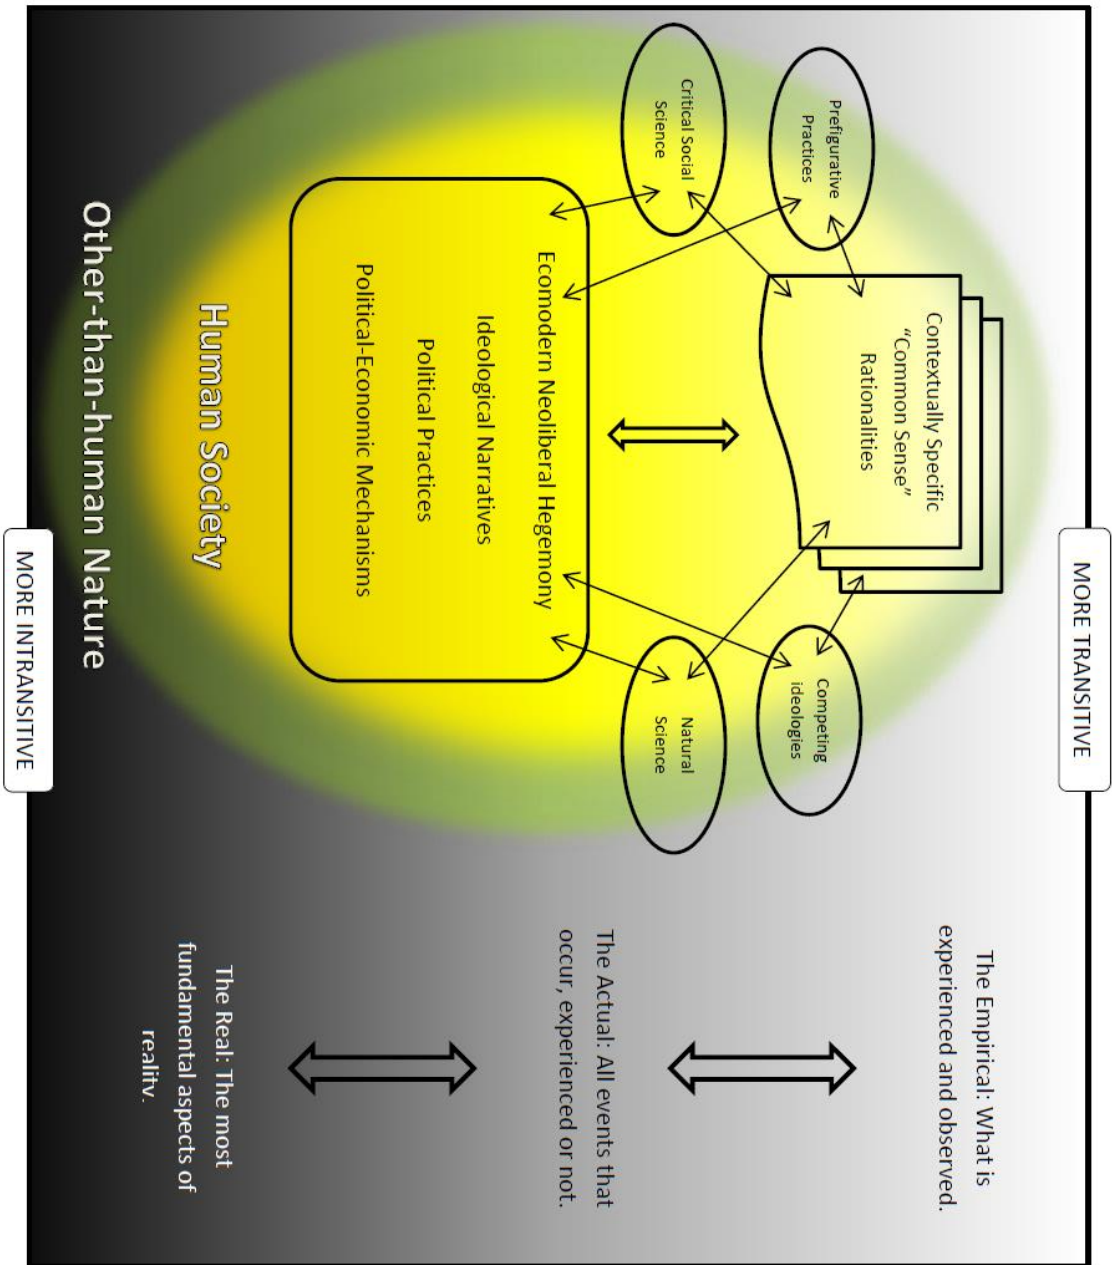 MORE TRANSITIVE
Prefigurative
Practices
Contextually Specific
“Common Sense”
Rationalities
Competing
ideologies
The Empirical: What is
experienced and observed.
Critical Social
Science
Natural
Science
The Actual: All events that
occur, experienced or not.
Ecomodern Neoliberal Hegemony
Ideological Narratives
Political Practices
Political-Economic Mechanisms
Human Society
Other-than-human Nature
The Real: The most
fundamental aspects of
reality.
MORE INTRANSITIVE